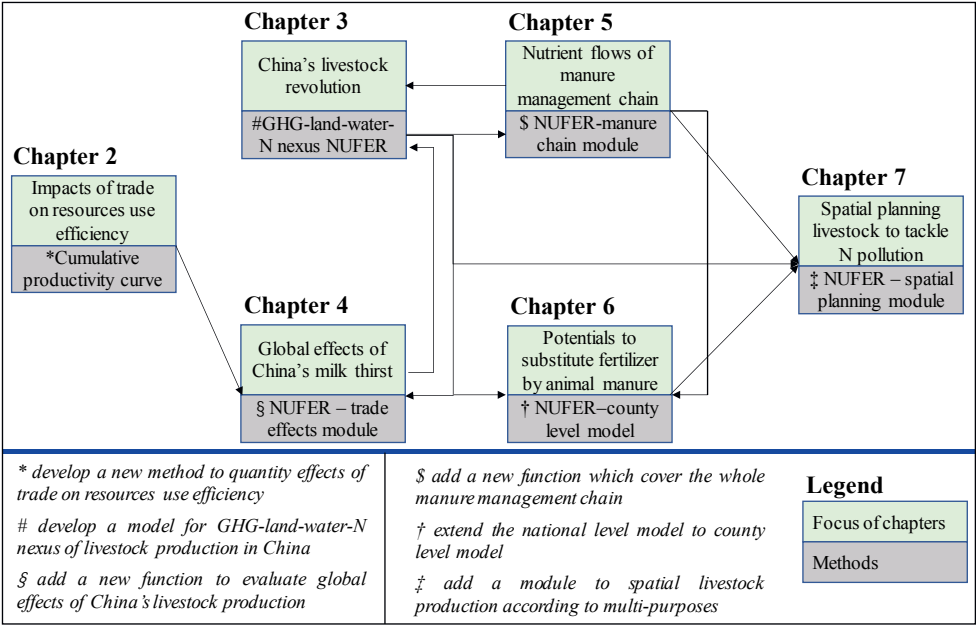 Chapter 2
Impacts of trade
on resources use
efficiency
*Cumulative
productivity curve
Chapter 3
China's livestock
revolution
#GHG-land-water-
N nexus NUFER
Chapter 4
Global effects of
China's milk thirst
§ NUFER – trade
effects module
Chapter 5
Nutrient flows of
manure
management chain
$ NUFER-manure
chain module
Chapter 6
Potentials to
substitute fertilizer
by animal manure
† NUFER–county
level model
Chapter 7
Spatial planning
livestock to tackle
N pollution
‡ NUFER – spatial
planning module
* develop a new method to quantity effects of
trade on resources use efficiency
# develop a model for GHG-land-water-N
nexus of livestock production in China
§ add a new function to evaluate global
effects of China's livestock production
$ add a new function which cover the whole
manure management chain
† extend the national level model to county
level model
‡ add a module to spatial livestock
production according to multi-purposes
Legend
Focus of chapters
Methods